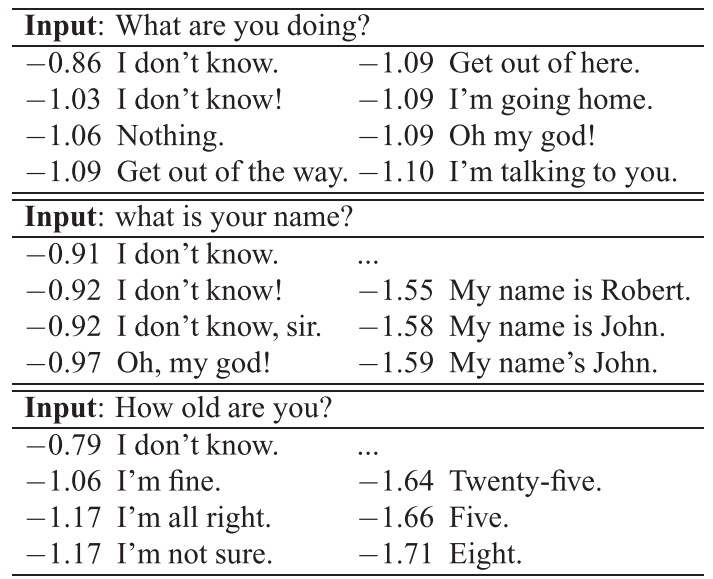 Input: What are you doing?
−0.86 I don’t know. −1.09 Get out of here.
−1.03 I don’t know! −1.09 I’m going home.
−1.06 Nothing. −1.09 Oh my god!
−1.09 Get out of the way. −1.10 I’m talking to you.
Input: what is your name?
−0.91 I don’t know. ...
−0.92 I don’t know! −1.55 My name is Robert.
−0.92 I don’t know, sir. −1.58 My name is John.
−0.97 Oh, my god! −1.59 My name’s John.
Input: How old are you?
−0.79 I don’t know. ...
−1.06 I’m fine. −1.64 Twenty-five.
−1.17 I’m all right. −1.66 Five.
−1.17 I’m not sure. −1.71 Eight.